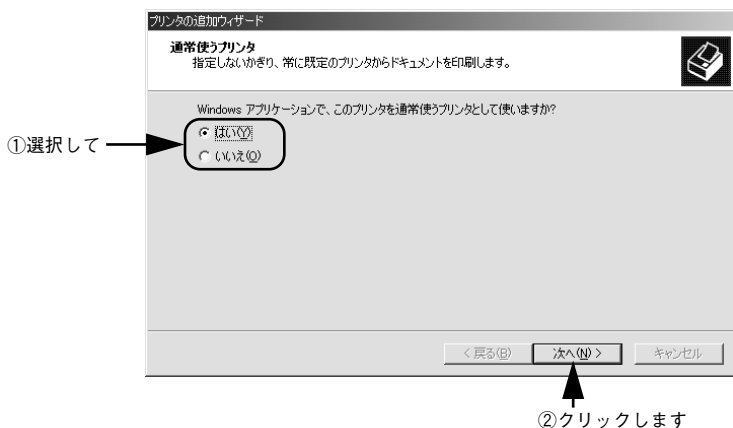 プリンタの追加ウィザード
通常使うプリンタ
指定しないかぎり、常に既定のプリンタからドキュメントを印刷します。
Windows アプリケーションで、このプリンタを通常使うプリンタとして使いますか?
①選択して
はい(Y)
いいえ(O)
< 戻る(B)
次へ(N) >
キャンセル
②クリックします